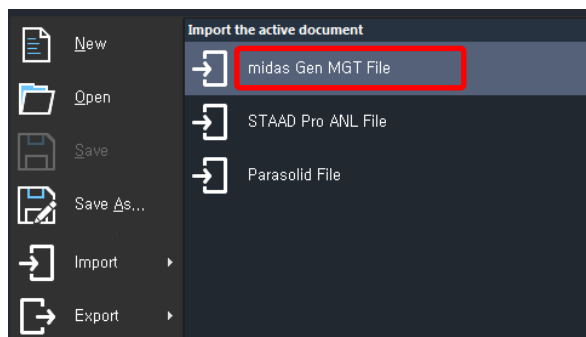 New
Open
Save
Save As...
Import
Export
Import the active document
midas Gen MGT File
STAAD Pro ANL File
Parasolid File